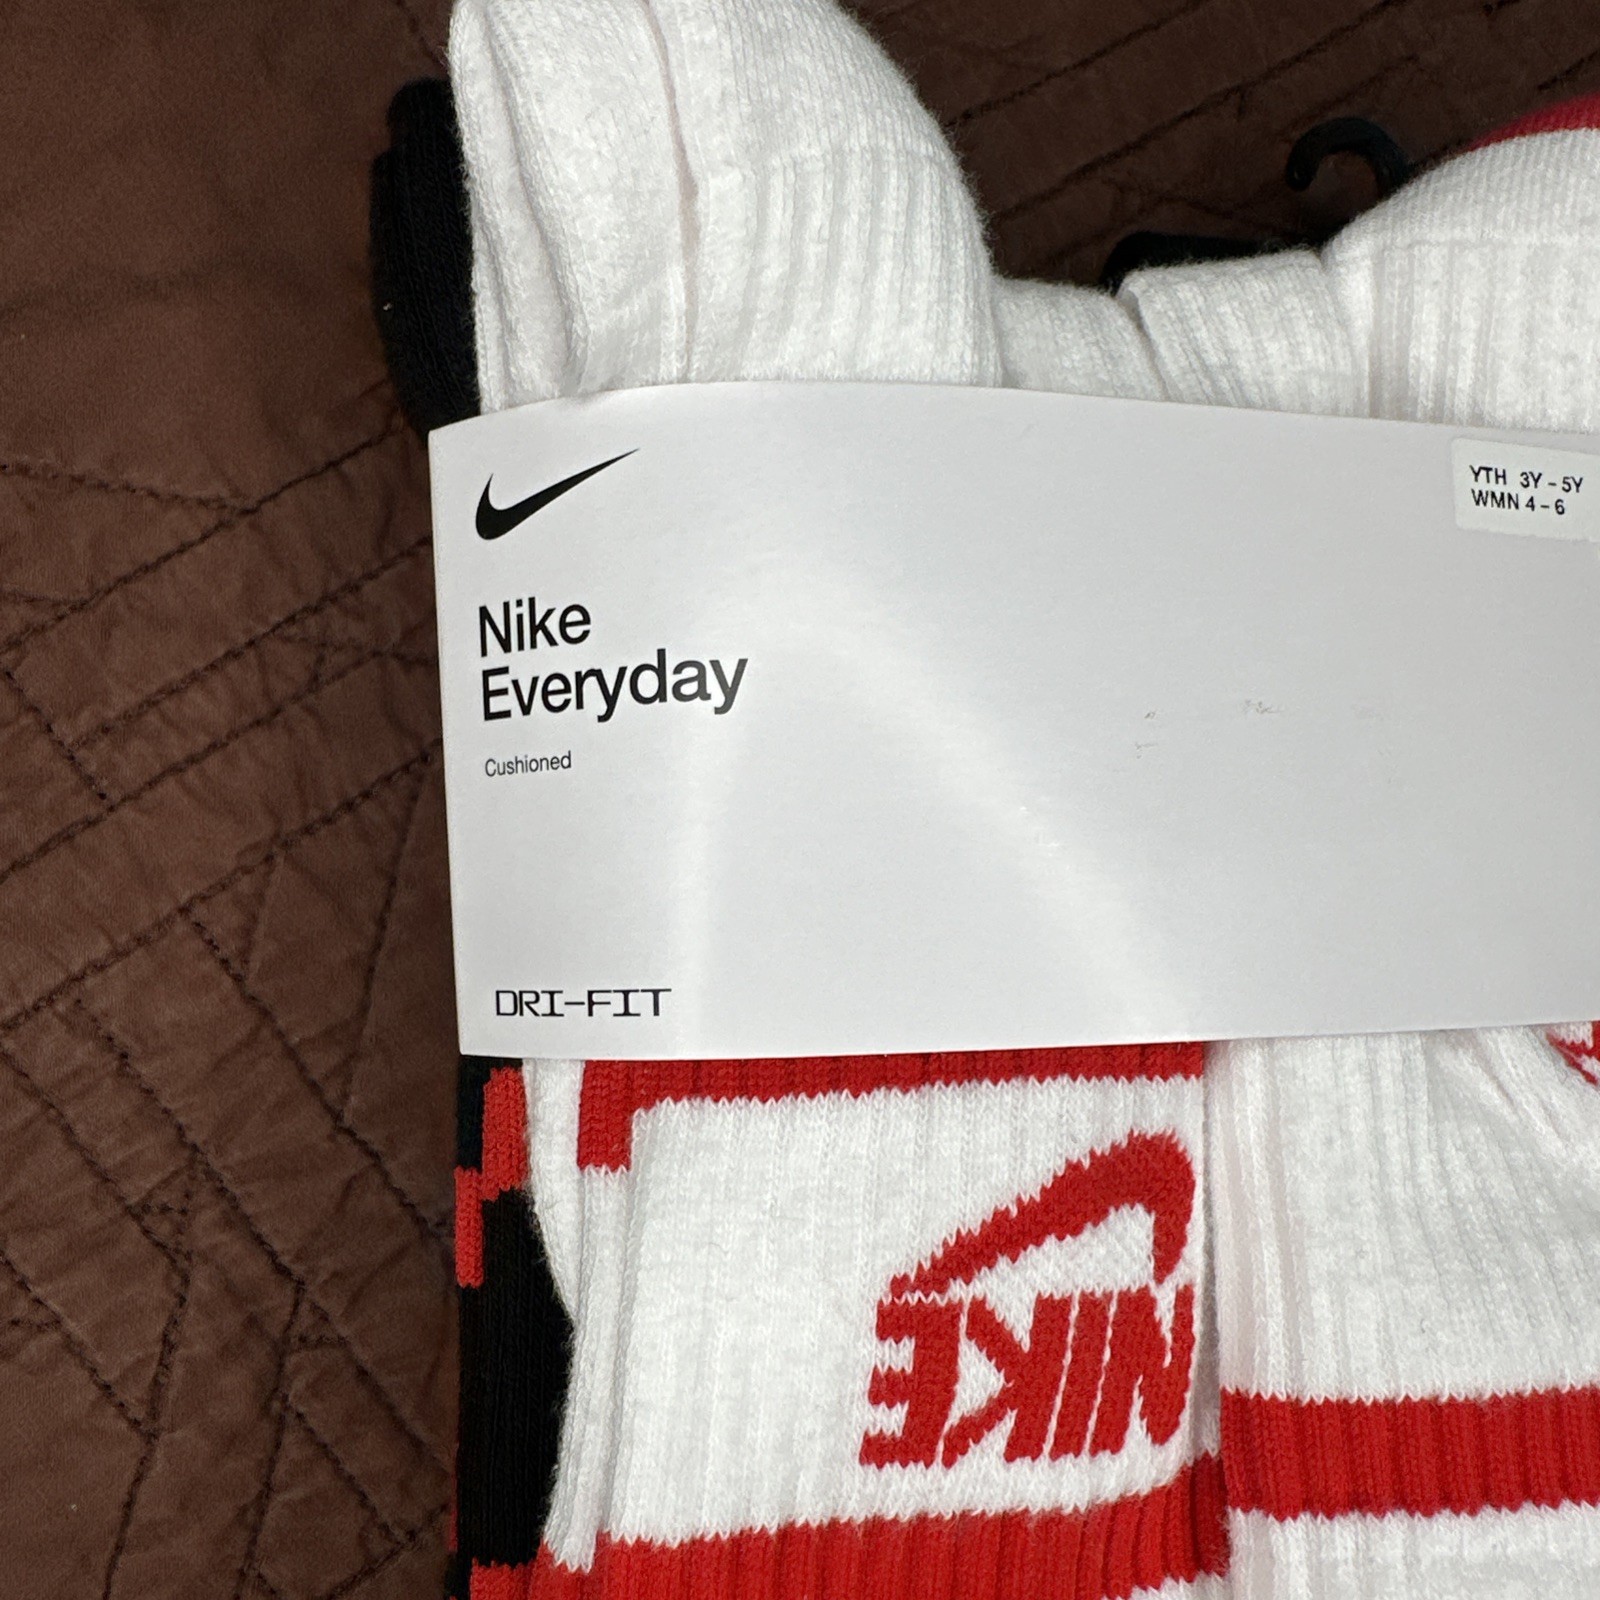 YTH 3Y - 5Y
WMN 4 - 6
Nike
Everyday
Cushioned
DRI-FIT
NIKE